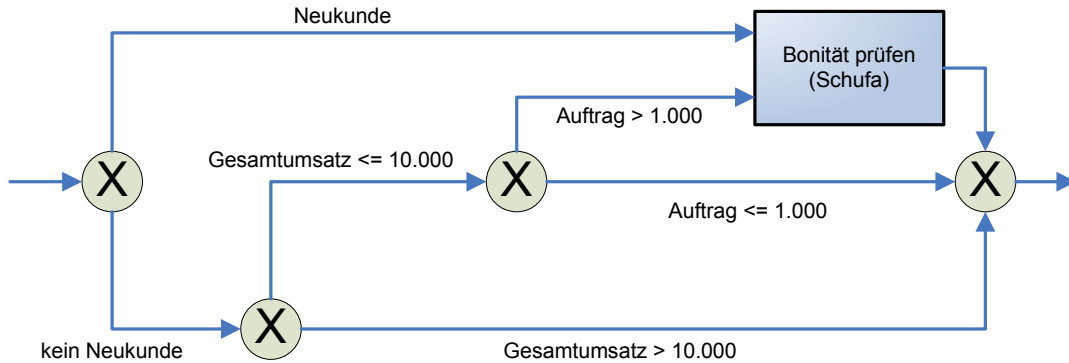 Neukunde
Bonität prüfen
(Schufa)
Auftrag > 1.000
Gesamtumsatz <= 10.000
X
X
X
Auftrag <= 1.000
X
kein Neukunde
Gesamtumsatz > 10.000